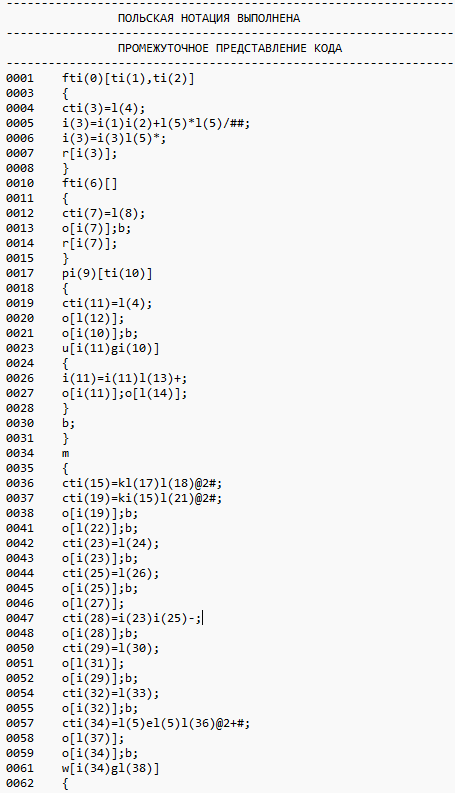 --------------------------------------------------------
ПОЛЬСКАЯ НОТАЦИЯ ВЫПОЛНЕНА
--------------------------------------------------------
ПРОМЕЖУТОЧНОЕ ПРЕДСТАВЛЕНИЕ КОДА
--------------------------------------------------------
0001 fti(0)[ti(1),ti(2)]
0003 {
0004 cti(3)=l(4);
0005 i(3)=i(1)i(2)+l(5)*l(5)/##;
0006 i(3)=i(3)l(5)*;
0007 r[i(3)];
0008 }
0010 fti(6)[]
0011 {
0012 cti(7)=l(8);
0013 o[i(7)];b;
0014 r[i(7)];
0015 }
0017 pi(9)[ti(10)]
0018 {
0019 cti(11)=l(4);
0020 o[l(12)];
0021 o[i(10)];b;
0023 u[i(11)gi(10)]
0024 {
0026 i(11)=i(11)l(13)+;
0027 o[i(11)];o[l(14)];
0028 }
0030 b;
0031 }
0034 m
0035 {
0036 cti(15)=kl(17)l(18)@2#;
0037 cti(19)=ki(15)l(21)@2#;
0038 o[i(19)];b;
0041 o[l(22)];b;
0042 cti(23)=l(24);
0043 o[i(23)];b;
0044 cti(25)=l(26);
0045 o[i(25)];b;
0046 o[l(27)];
0047 cti(28)=i(23)i(25)-;
0048 o[i(28)];b;
0050 cti(29)=l(30);
0051 o[l(31)];
0052 o[i(29)];b;
0054 cti(32)=l(33);
0055 o[i(32)];b;
0057 cti(34)=l(5)el(5)l(36)@2+#;
0058 o[l(37)];
0059 o[i(34)];b;
0061 w[i(34)gl(38)]
0062 {